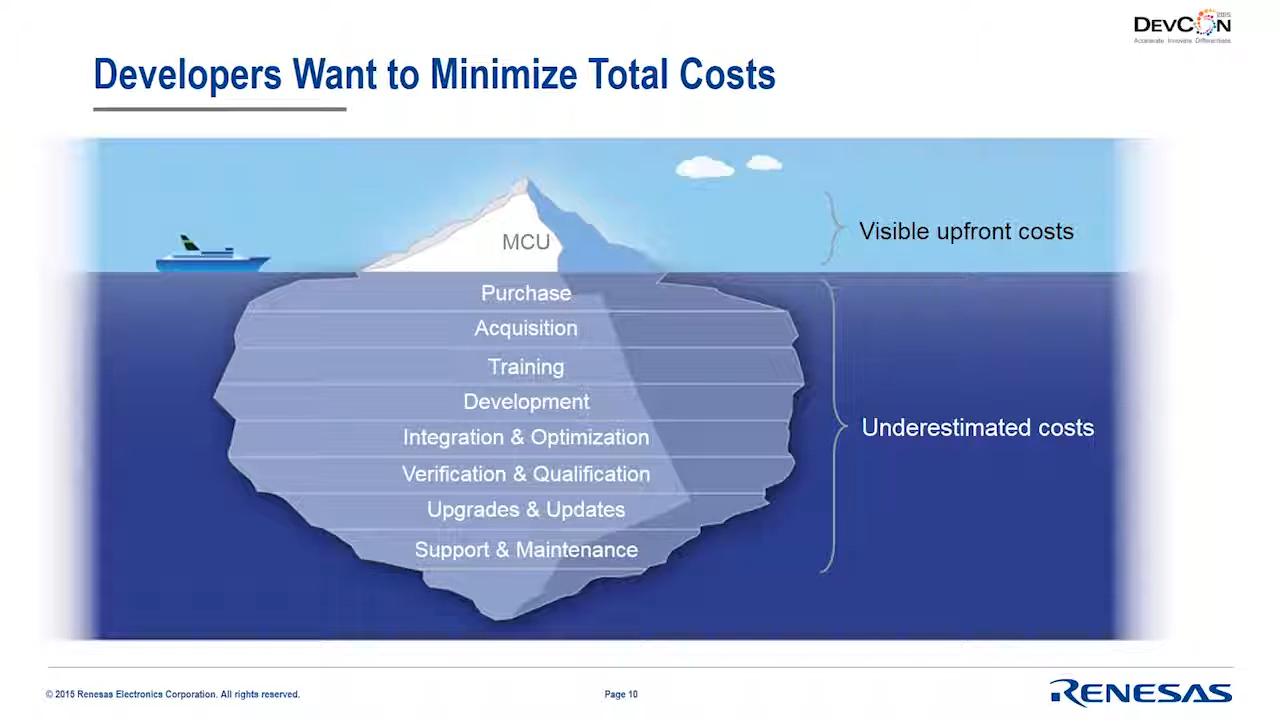 DevCon 2015
Accelerate. Innovate. Differentiate.
Developers Want to Minimize Total Costs
MCU
Visible upfront costs
Purchase
Acquisition
Training
Development
Integration & Optimization
Verification & Qualification
Upgrades & Updates
Support & Maintenance
Underestimated costs
© 2015 Renesas Electronics Corporation. All rights reserved.
Page 10
RENESAS